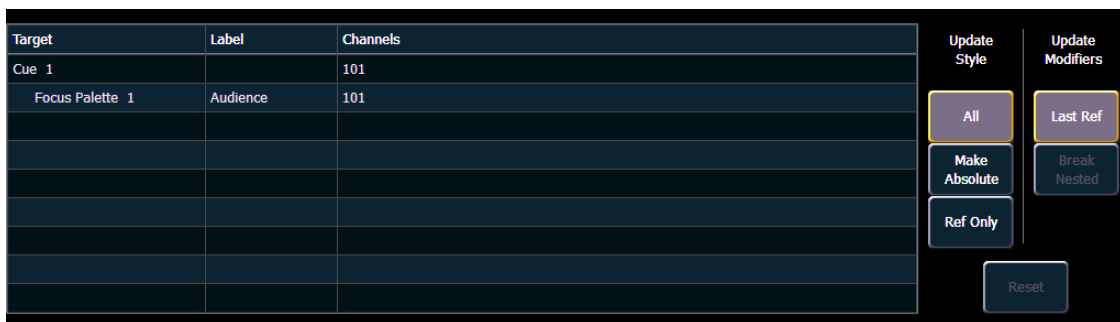 Target Label Channels
Cue 1 101
Focus Palette 1 Audience 101
Update
Style
All
Make
Absolute
Ref Only
Update
Modifiers
Last Ref
Break
Nested
Reset